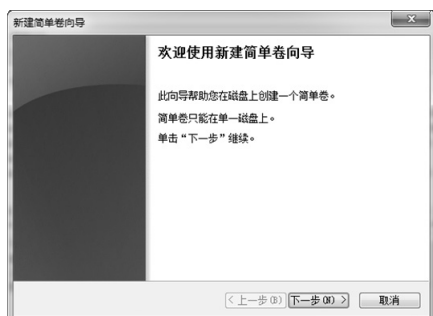 新建简单卷向导
欢迎使用新建简单卷向导
此向导帮助您在磁盘上创建一个简单卷。
简单卷只能在单一磁盘上。
单击“下一步”继续。
< 上一步(B) 下一步(N) > 取消